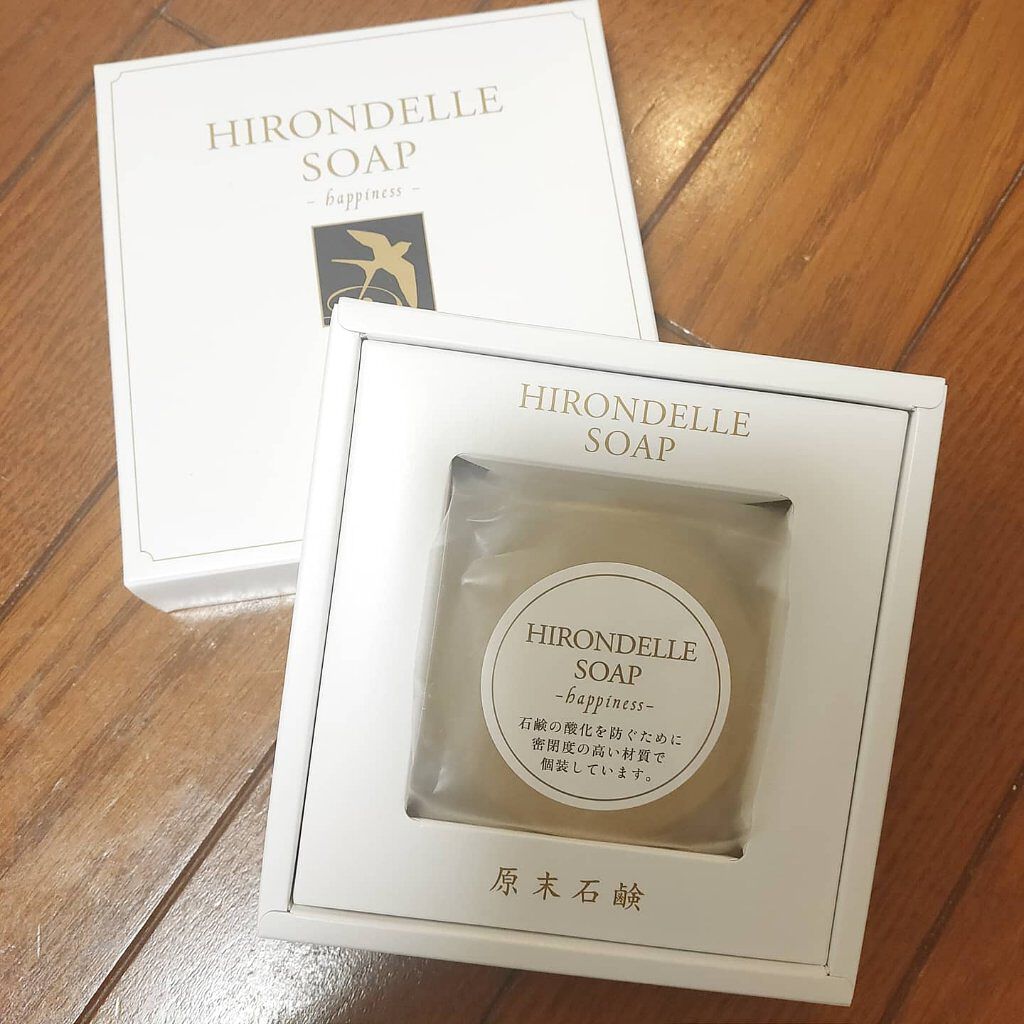 HIRONDELLE
SOAP
- happiness -
HIRONDELLE
SOAP
HIRONDELLE
SOAP
-happiness-
石鹸の酸化を防ぐために
密閉度の高い材質で
個装しています。
原末石鹸